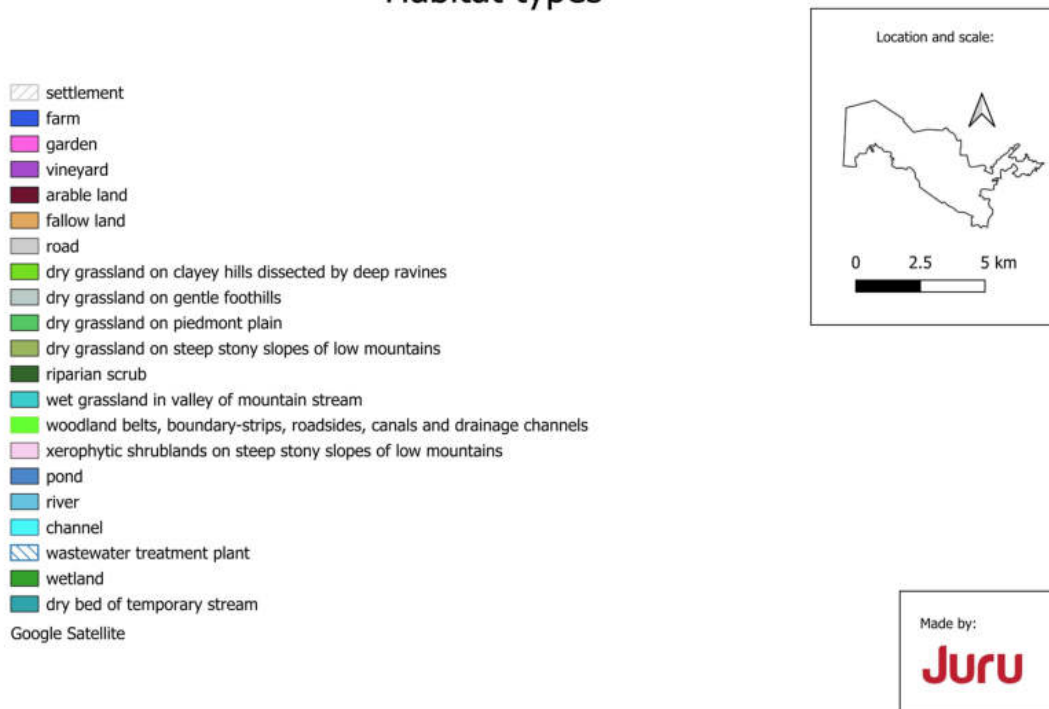 Habitat types
settlement
farm
garden
vineyard
arable land
fallow land
road
dry grassland on clayey hills dissected by deep ravines
dry grassland on gentle foothills
dry grassland on piedmont plain
dry grassland on steep stony slopes of low mountains
riparian scrub
wet grassland in valley of mountain stream
woodland belts, boundary-strips, roadsides, canals and drainage channels
xerophytic shrublands on steep stony slopes of low mountains
pond
river
channel
wastewater treatment plant
wetland
dry bed of temporary stream
Google Satellite
Location and scale:
0 2.5 5 km
Made by:
Juru